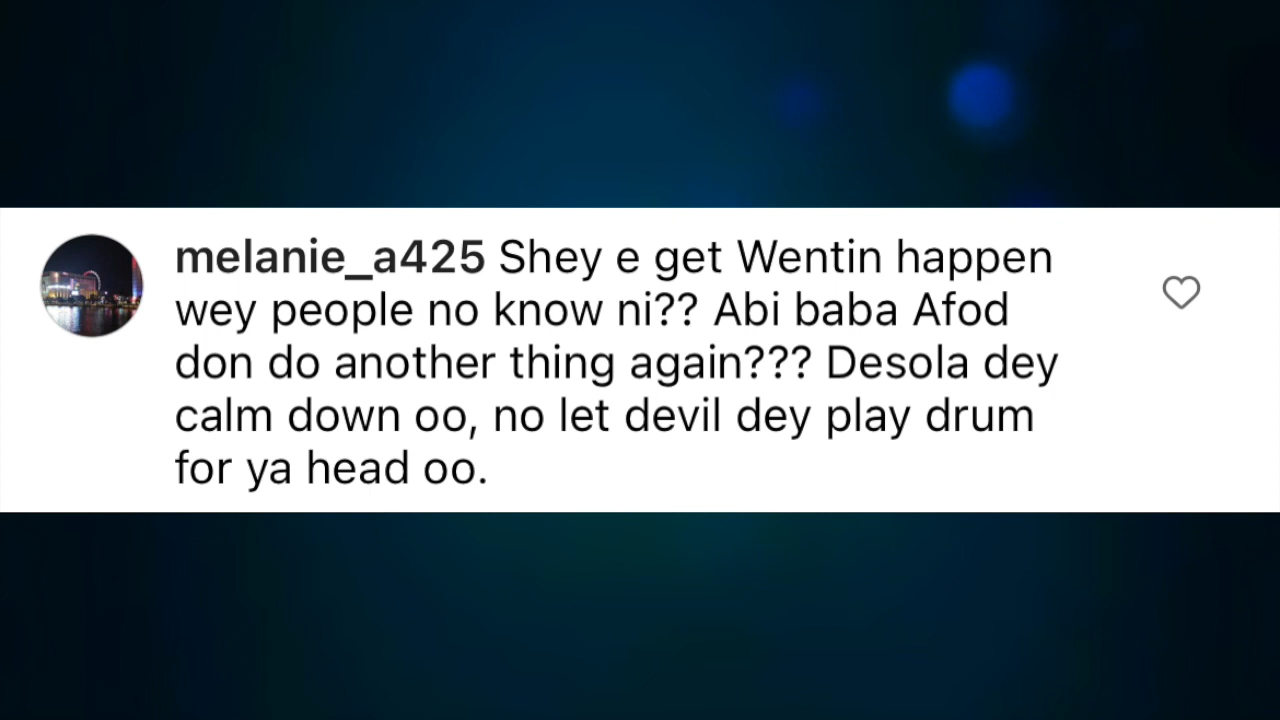 melanie_a425 Shey e get Wentin happen
wey people no know ni?? Abi baba Afod
don do another thing again??? Desola dey
calm down oo, no let devil dey play drum
for ya head oo.